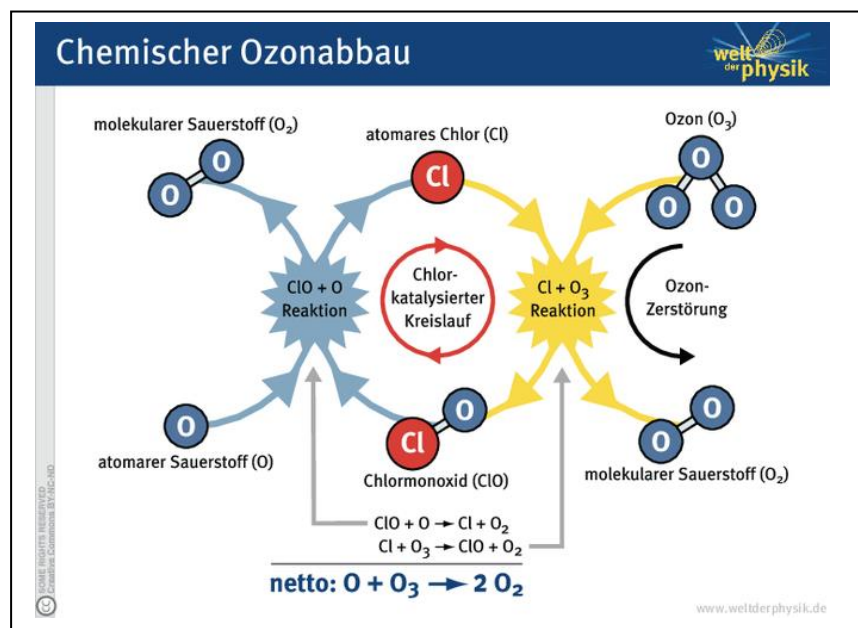 Chemischer Ozonabbau
welt
der physik
molekularer Sauerstoff (O₂)
atomares Chlor (Cl)
Ozon (O₃)
O
O
Cl
O
O
O
ClO + O
Reaktion
Chlor-
katalysierter
Kreislauf
Cl + O₃
Reaktion
Ozon-
Zerstörung
O
O
Cl
O
O
atomarer Sauerstoff (O)
Chlormonoxid (ClO)
molekularer Sauerstoff (O₂)
ClO + O → Cl + O₂
Cl + O₃ → ClO + O₂
netto: O + O₃ → 2 O₂
cc SOME RIGHTS RESERVED
Creative Commons BY-NC-ND
www.weltderphysik.de